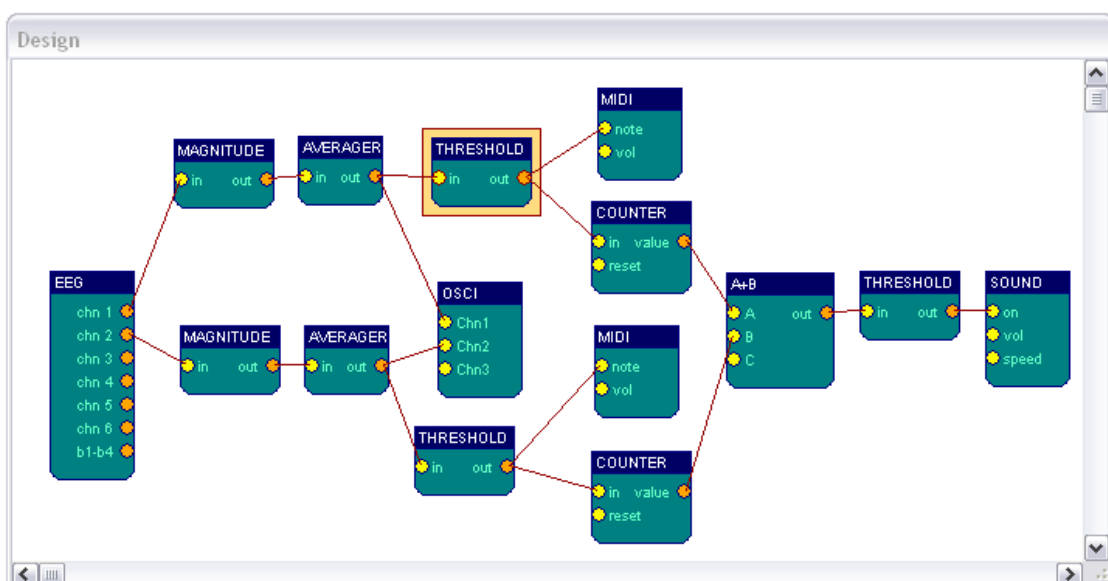 Design
MIDI
note
vol
MAGNITUDE
in out
AVERAGER
in out
THRESHOLD
in out
COUNTER
in value
reset
EEG
chn 1
chn 2
chn 3
chn 4
chn 5
chn 6
b1-b4
OSCI
Chn1
Chn2
Chn3
A+B
A out
B
C
THRESHOLD
in out
SOUND
on
vol
speed
MAGNITUDE
in out
AVERAGER
in out
MIDI
note
vol
THRESHOLD
in out
COUNTER
in value
reset